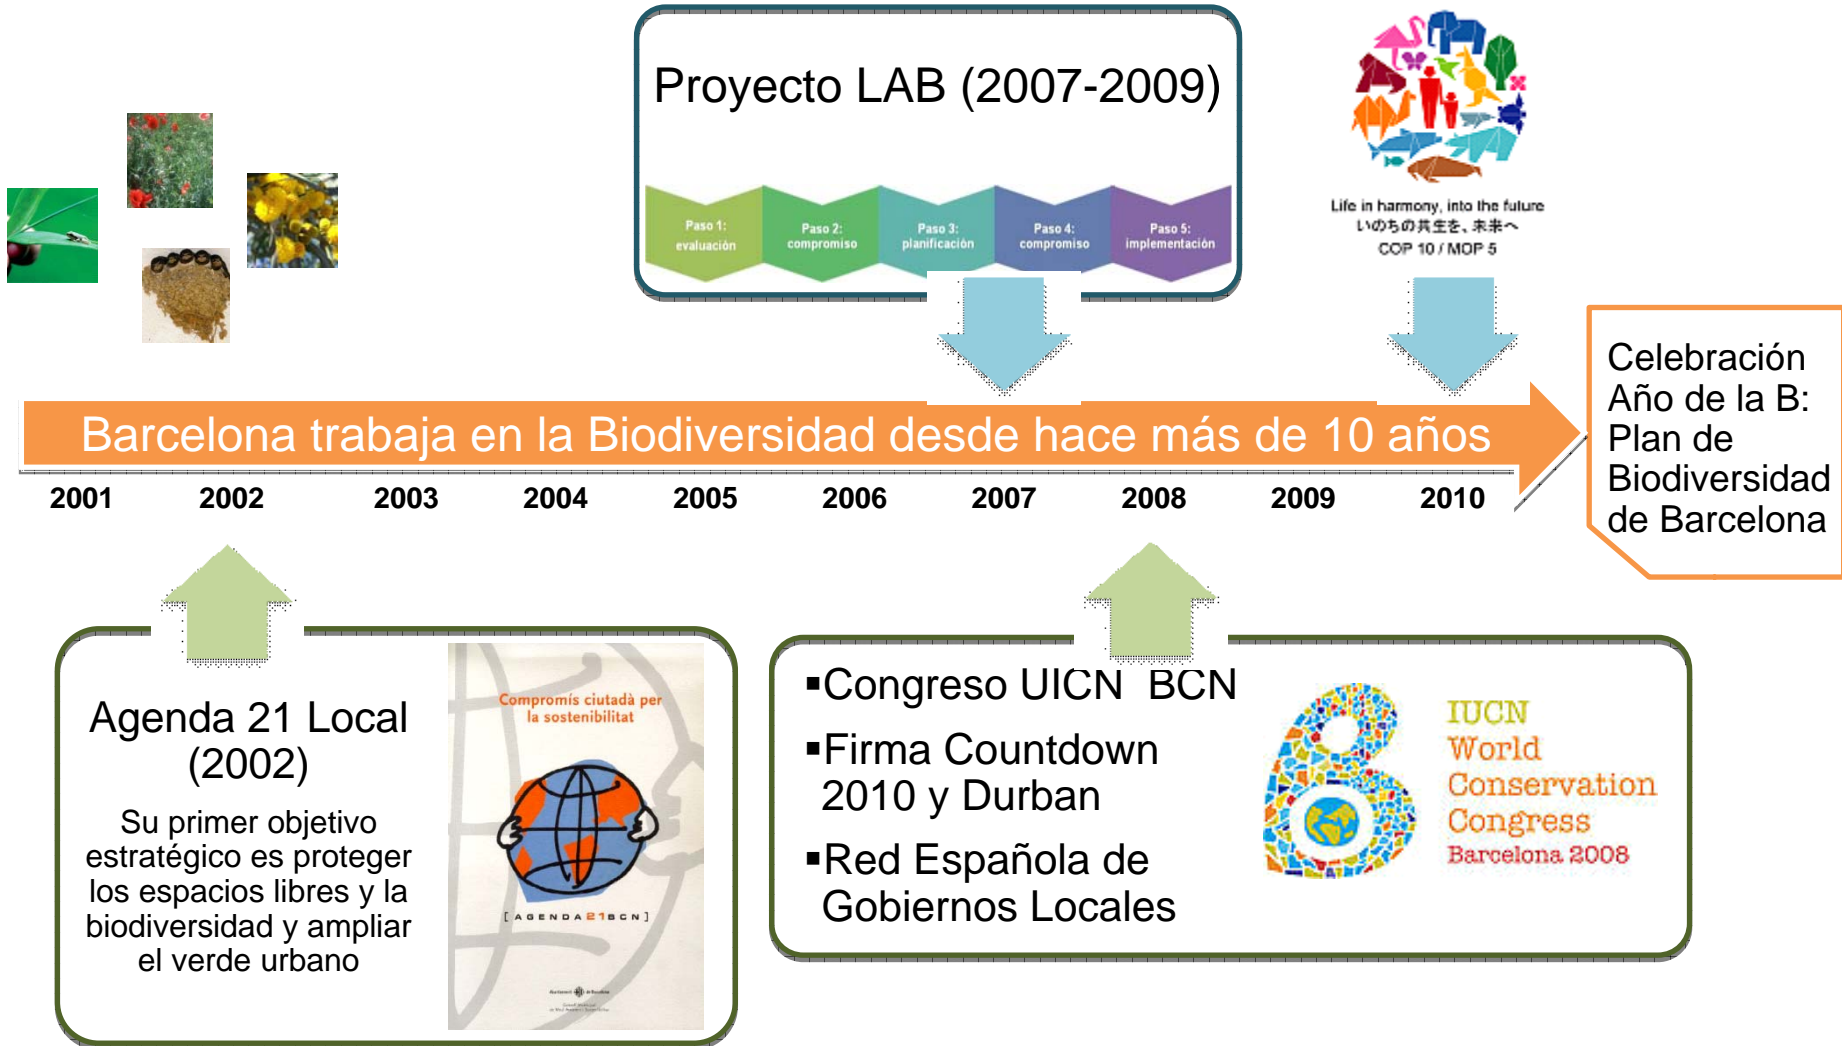 Proyecto LAB (2007-2009)
Paso 1:
evaluación
Paso 2:
compromiso
Paso 3:
planificación
Paso 4:
compromiso
Paso 5:
implementación
Life in harmony, into the future
いのちの共生を、未来へ
COP 10 / MOP 5
Barcelona trabaja en la Biodiversidad desde hace más de 10 años
2001 2002 2003 2004 2005 2006 2007 2008 2009 2010
Celebración
Año de la B:
Plan de
Biodiversidad
de Barcelona
Agenda 21 Local
(2002)
Su primer objetivo
estratégico es proteger
los espacios libres y la
biodiversidad y ampliar
el verde urbano
Compromís ciutadà per
la sostenibilitat
[ AGENDA21BCN ]
Ajuntament de Barcelona
▪Congreso UICN BCN
▪Firma Countdown
2010 y Durban
▪Red Española de
Gobiernos Locales
IUCN
World
Conservation
Congress
Barcelona 2008